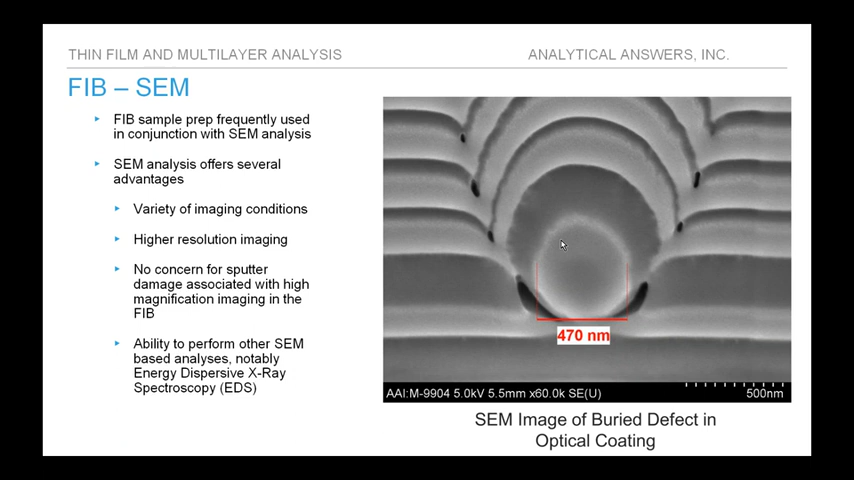 THIN FILM AND MULTILAYER ANALYSIS
ANALYTICAL ANSWERS, INC.
FIB – SEM
FIB sample prep frequently used
in conjunction with SEM analysis
SEM analysis offers several
advantages
Variety of imaging conditions
Higher resolution imaging
No concern for sputter
damage associated with high
magnification imaging in the
FIB
Ability to perform other SEM
based analyses, notably
Energy Dispersive X-Ray
Spectroscopy (EDS)
470 nm
AAI:M-9904 5.0kV 5.5mm x60.0k SE(U)
500nm
SEM Image of Buried Defect in
Optical Coating